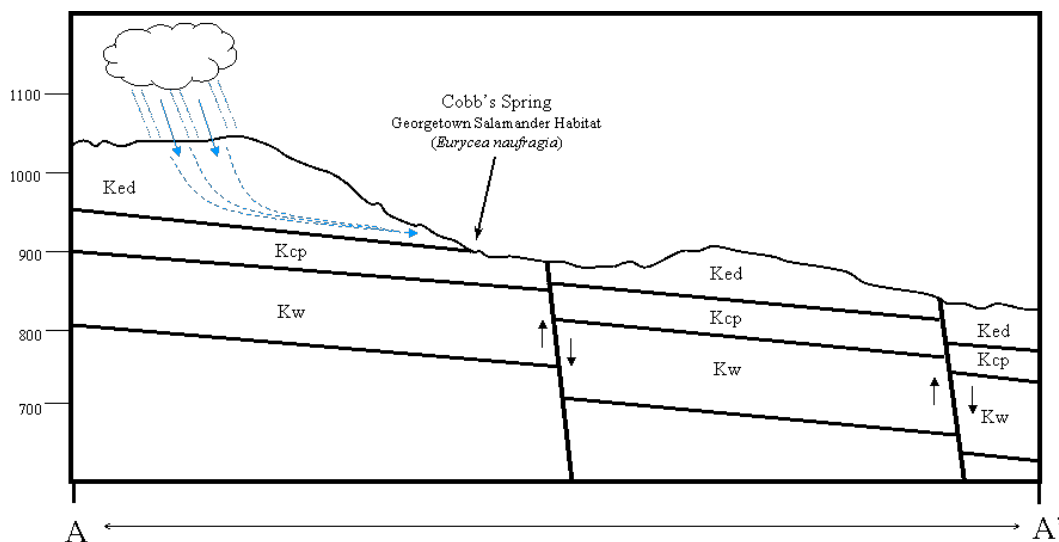 1100
Cobb's Spring
Georgetown Salamander Habitat
(Eurycea naufragia)
1000
Ked
900
Kcp
Ked
800
Kw
Kcp
Ked
Kcp
Kw
700
Kw
A
A'